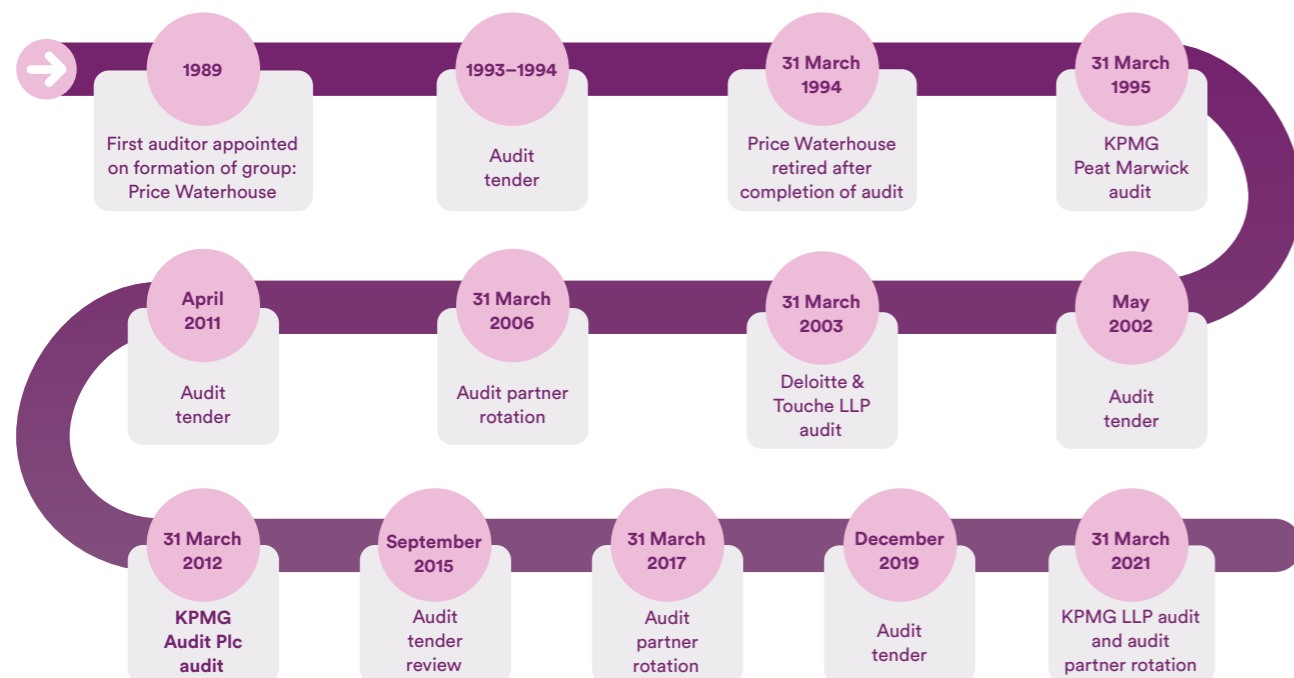 1989
First auditor appointed
on formation of group:
Price Waterhouse
1993–1994
Audit
tender
31 March
1994
Price Waterhouse
retired after
completion of audit
31 March
1995
KPMG
Peat Marwick
audit
May
2002
Audit
tender
31 March
2003
Deloitte &
Touche LLP
audit
31 March
2006
Audit partner
rotation
April
2011
Audit
tender
31 March
2012
KPMG
Audit Plc
audit
September
2015
Audit
tender
review
31 March
2017
Audit
partner
rotation
December
2019
Audit
tender
31 March
2021
KPMG LLP audit
and audit
partner rotation